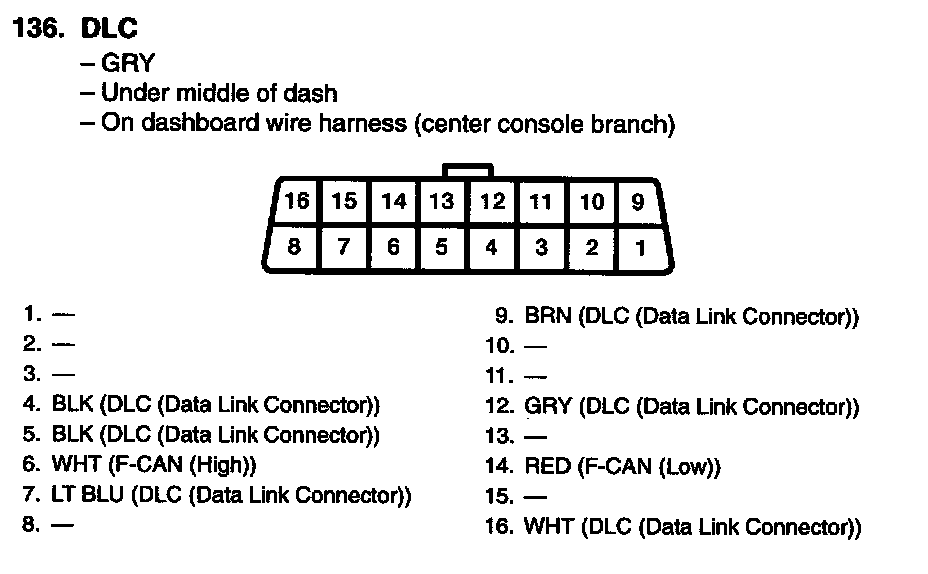 136. DLC
– GRY
– Under middle of dash
– On dashboard wire harness (center console branch)
16 15 14 13 12 11 10 9
8 7 6 5 4 3 2 1
1. —
2. —
3. —
4. BLK (DLC (Data Link Connector))
5. BLK (DLC (Data Link Connector))
6. WHT (F-CAN (High))
7. LT BLU (DLC (Data Link Connector))
8. —
9. BRN (DLC (Data Link Connector))
10. —
11. —
12. GRY (DLC (Data Link Connector))
13. —
14. RED (F-CAN (Low))
15. —
16. WHT (DLC (Data Link Connector))